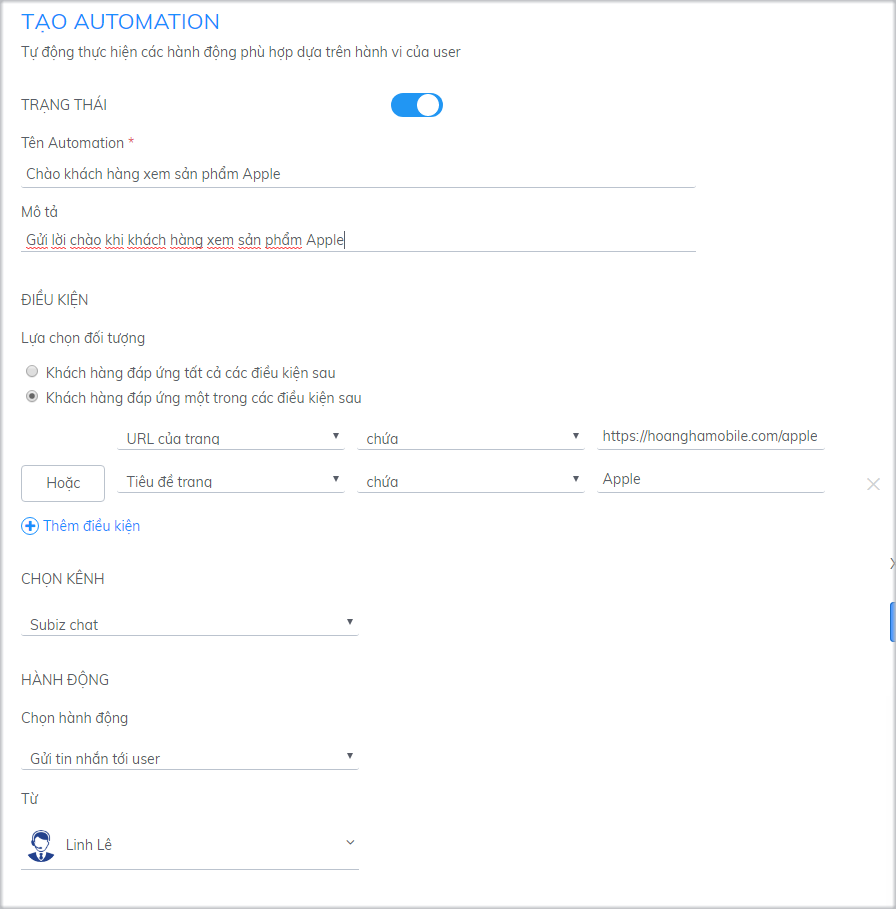 TẠO AUTOMATION
Tự động thực hiện các hành động phù hợp dựa trên hành vi của user
TRẠNG THÁI
Tên Automation *
Chào khách hàng xem sản phẩm Apple
Mô tả
Gửi lời chào khi khách hàng xem sản phẩm Apple
ĐIỀU KIỆN
Lựa chọn đối tượng
Khách hàng đáp ứng tất cả các điều kiện sau
Khách hàng đáp ứng một trong các điều kiện sau
URL của trang chứa https://hoanghamobile.com/apple
Hoặc Tiêu đề trang chứa Apple
Thêm điều kiện
CHỌN KÊNH
Subiz chat
HÀNH ĐỘNG
Chọn hành động
Gửi tin nhắn tới user
Từ
Linh Lê